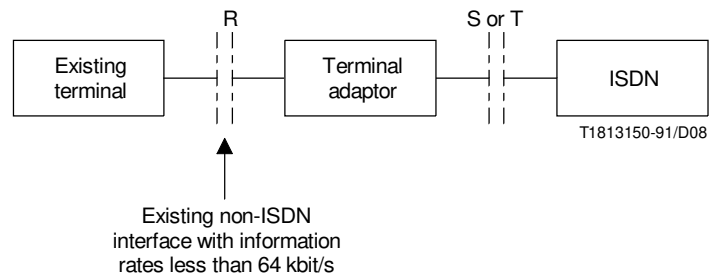 R
S or T
Existing
terminal
Terminal
adaptor
ISDN
T1813150-91/D08
Existing non-ISDN
interface with information
rates less than 64 kbit/s